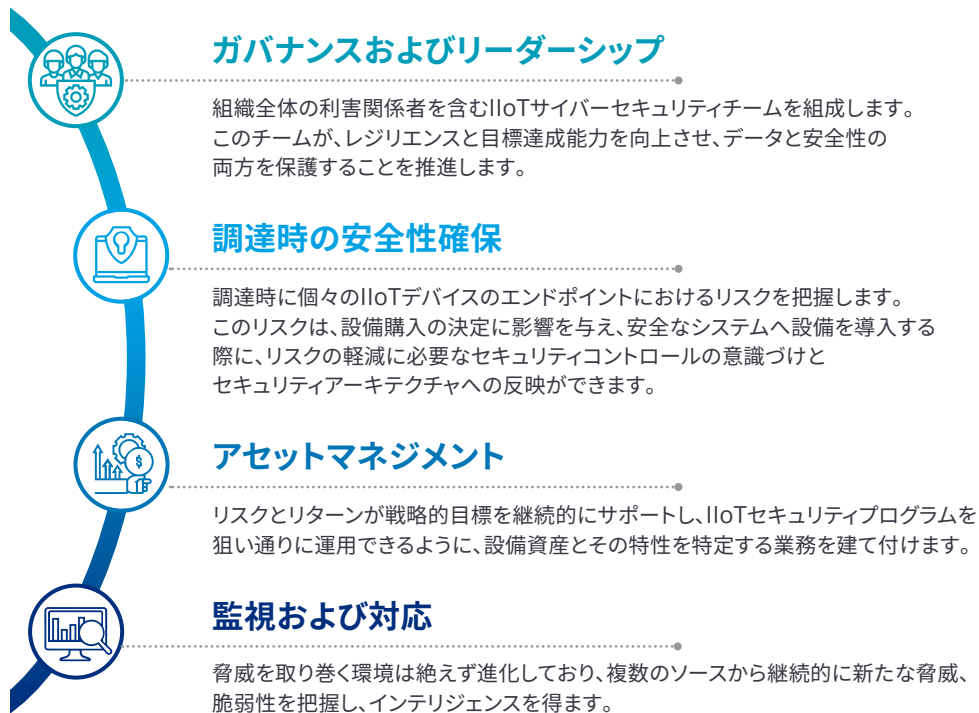 ガバナンスおよびリーダーシップ
組織全体の利害関係者を含むIIoTサイバーセキュリティチームを組成します。
このチームが、レジリエンスと目標達成能力を向上させ、データと安全性の
両方を保護することを推進します。
調達時の安全性確保
調達時に個々のIIoTデバイスのエンドポイントにおけるリスクを把握します。
このリスクは、設備購入の決定に影響を与え、安全なシステムへ設備を導入する
際に、リスクの軽減に必要なセキュリティコントロールの意識づけと
セキュリティアーキテクチャへの反映ができます。
アセットマネジメント
リスクとリターンが戦略的目標を継続的にサポートし、IIoTセキュリティプログラムを
狙い通りに運用できるように、設備資産とその特性を特定する業務を建て付けます。
監視および対応
脅威を取り巻く環境は絶えず進化しており、複数のソースから継続的に新たな脅威、
脆弱性を把握し、インテリジェンスを得ます。